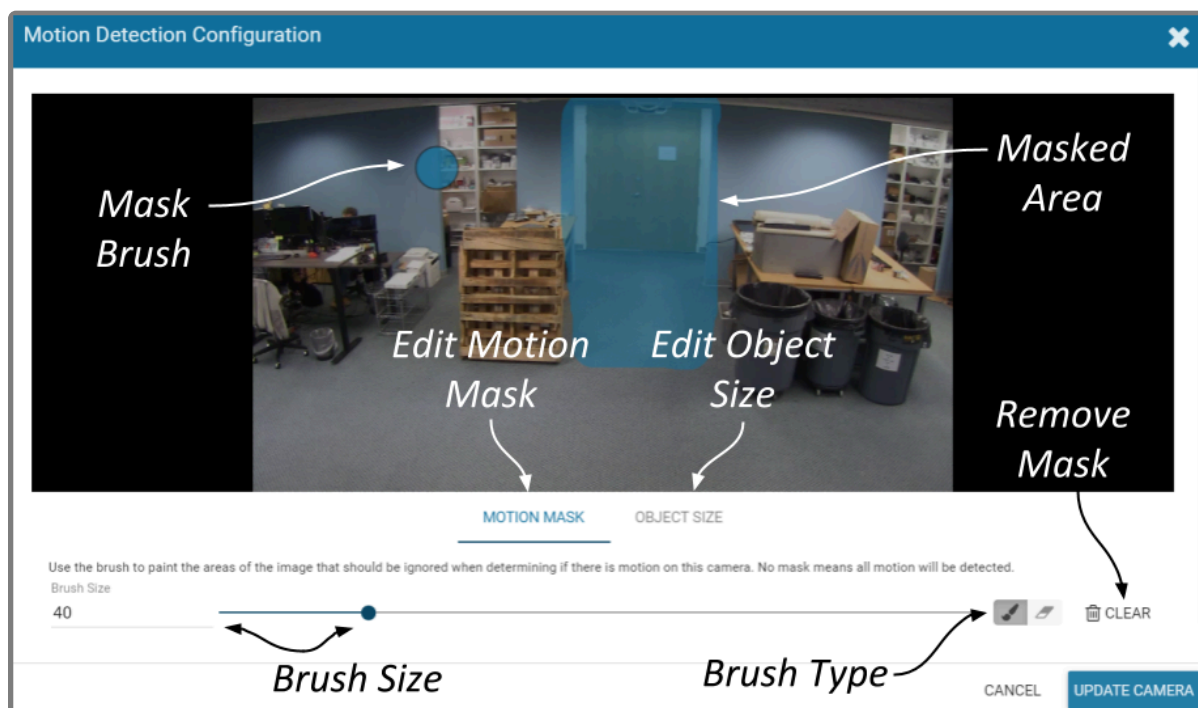 Motion Detection Configuration
Mask
Brush
Masked
Area
Edit Motion
Mask
Edit Object
Size
Remove
Mask
MOTION MASK
OBJECT SIZE
Use the brush to paint the areas of the image that should be ignored when determining if there is motion on this camera. No mask means all motion will be detected.
Brush Size
40
CLEAR
Brush Size
Brush Type
CANCEL
UPDATE CAMERA